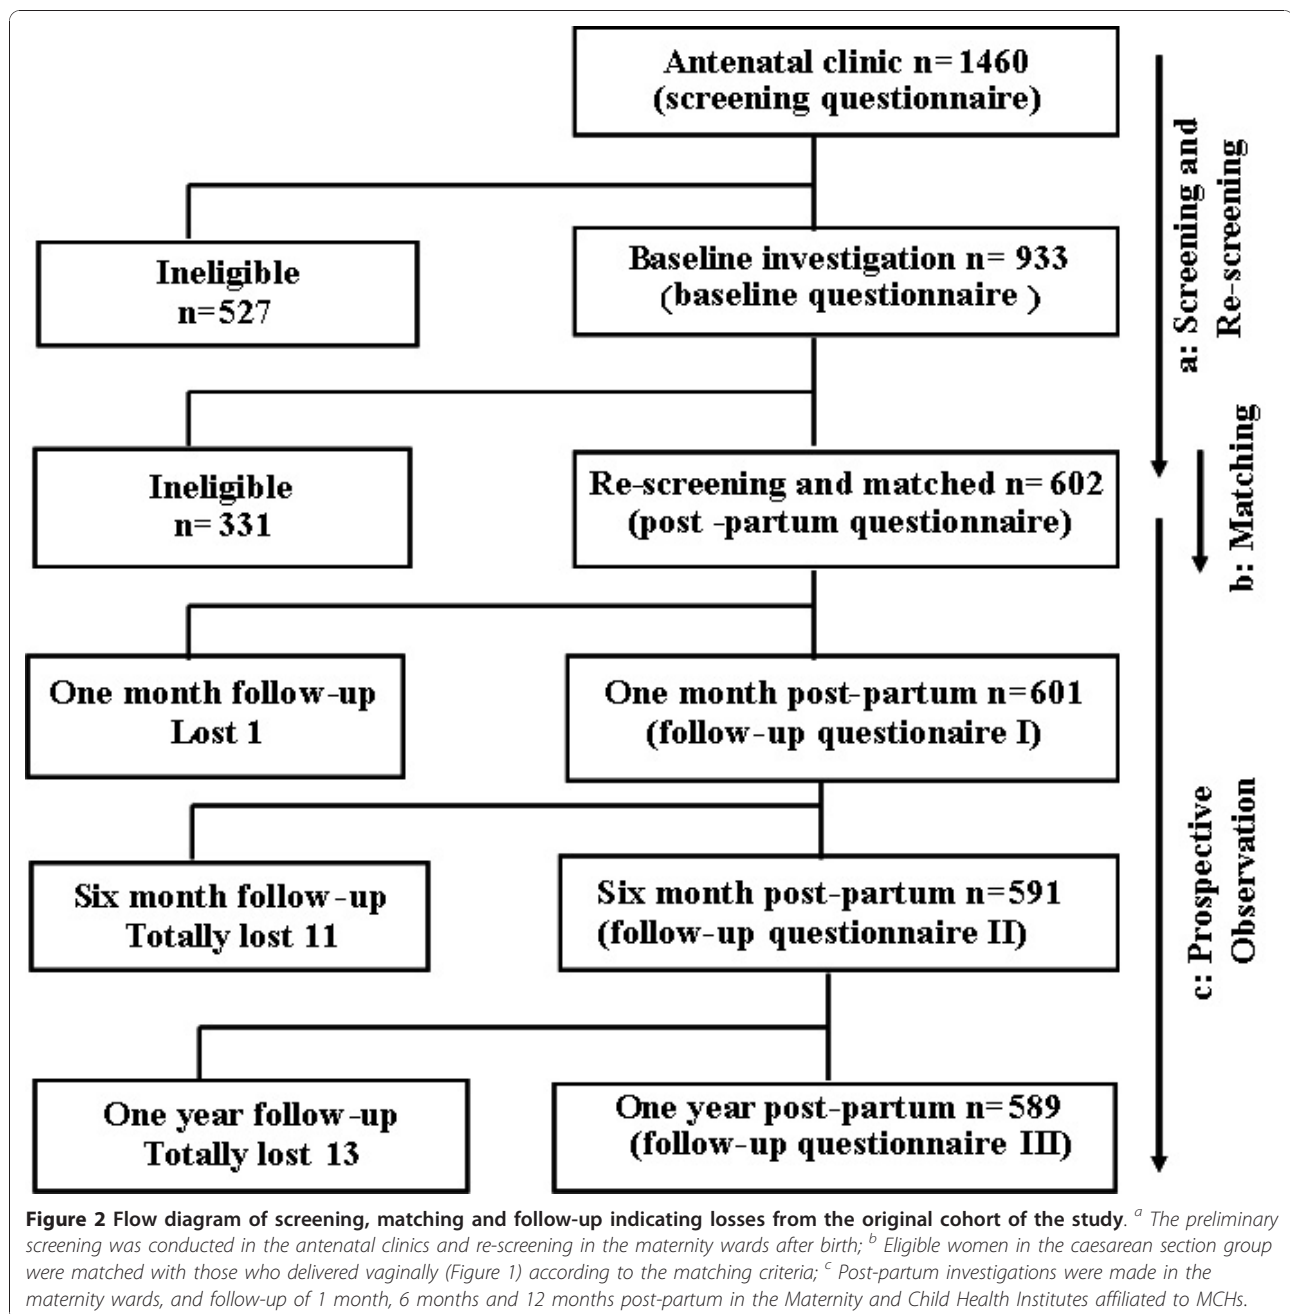 Antenatal clinic n=1460
(screening questionnaire)
Ineligible
n=527
Baseline investigation n= 933
(baseline questionnaire )
Ineligible
n=331
Re-screening and matched n=602
(post -partum questionnaire)
One month follow-up
Lost 1
One month post-partum n=601
(follow-up questionaire I)
Six month follow-up
Totally lost 11
Six month post-partum n=591
(follow-up questionnaire II)
One year follow-up
Totally lost 13
One year post-partum n=589
(follow-up questionnaire III)
a: Screening and
Re-screening
b: Matching
c: Prospective
Observation
Figure 2 Flow diagram of screening, matching and follow-up indicating losses from the original cohort of the study. a The preliminary
screening was conducted in the antenatal clinics and re-screening in the maternity wards after birth; b Eligible women in the caesarean section group
were matched with those who delivered vaginally (Figure 1) according to the matching criteria; c Post-partum investigations were made in the
maternity wards, and follow-up of 1 month, 6 months and 12 months post-partum in the Maternity and Child Health Institutes affiliated to MCHs.